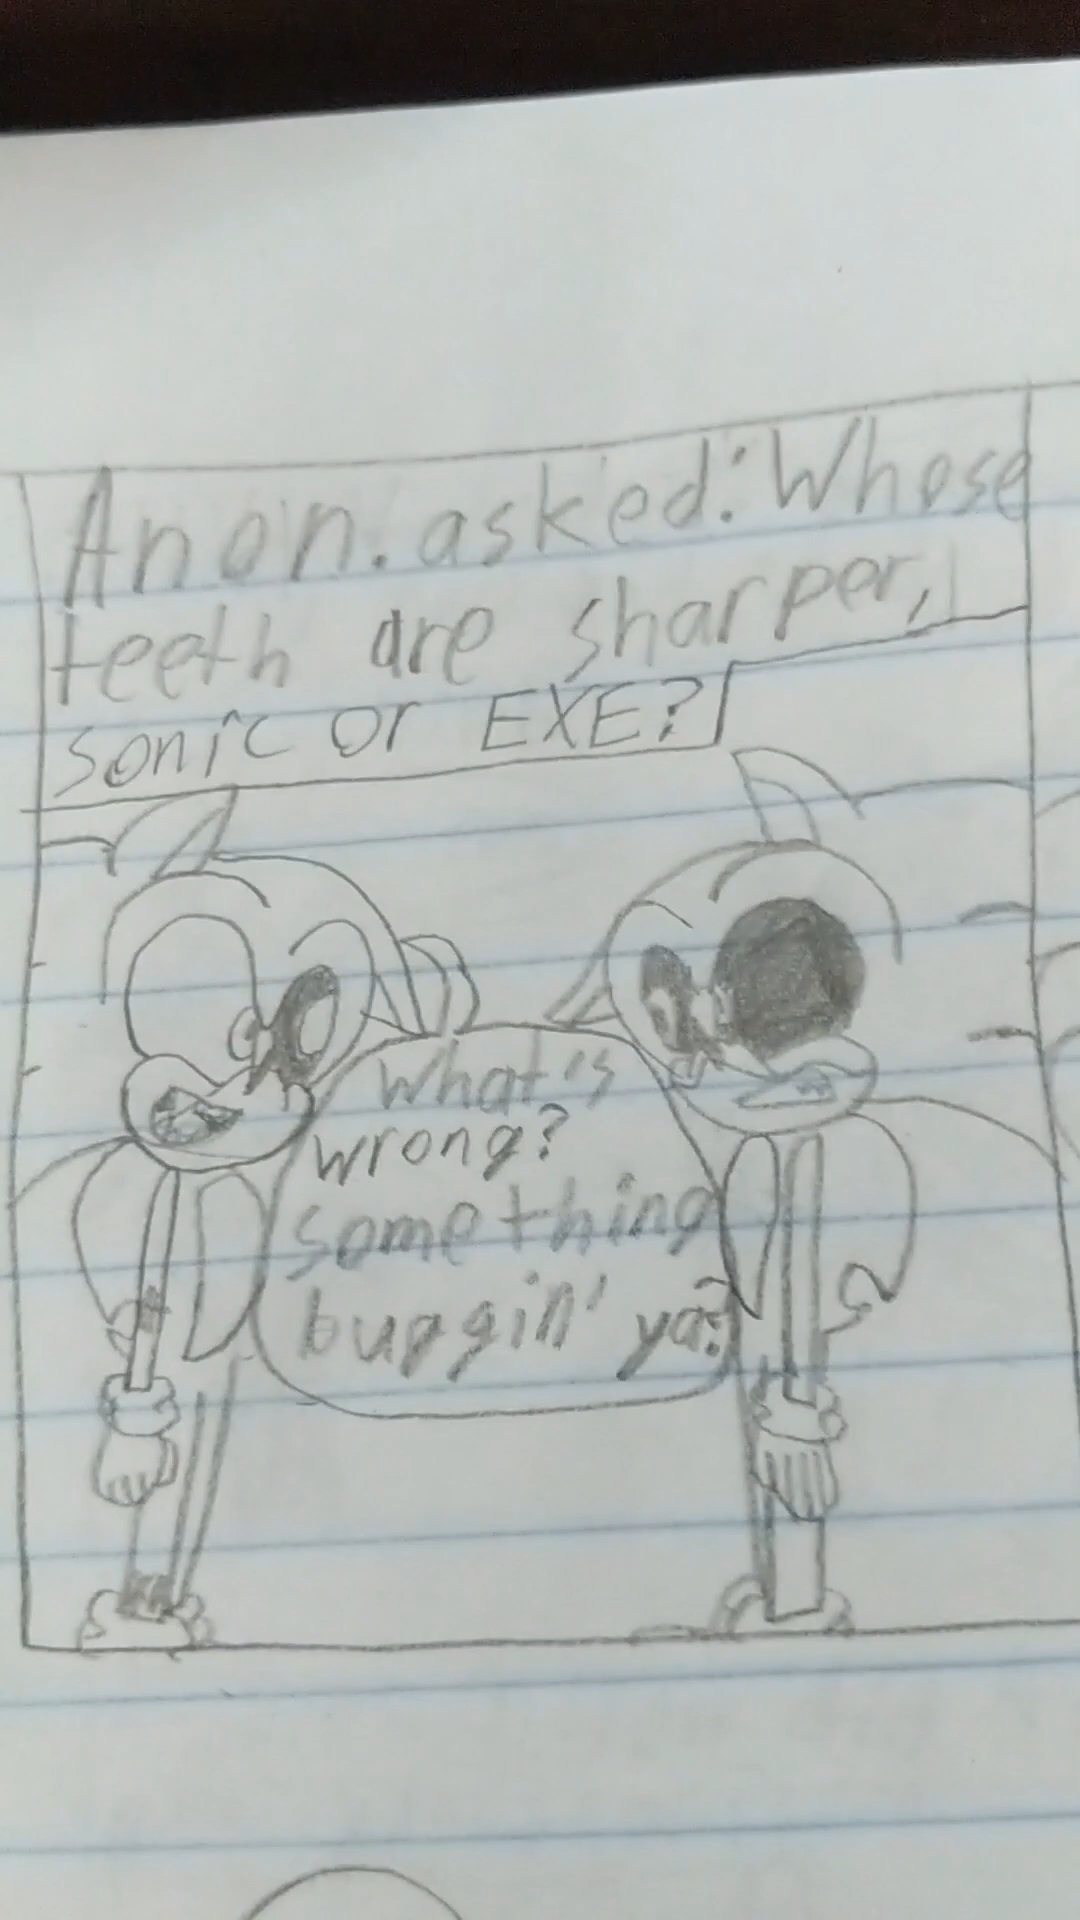 Anon. asked: Whose
teeth are sharper,
sonic or EXE?
What's
wrong?
something
buggin' ya?